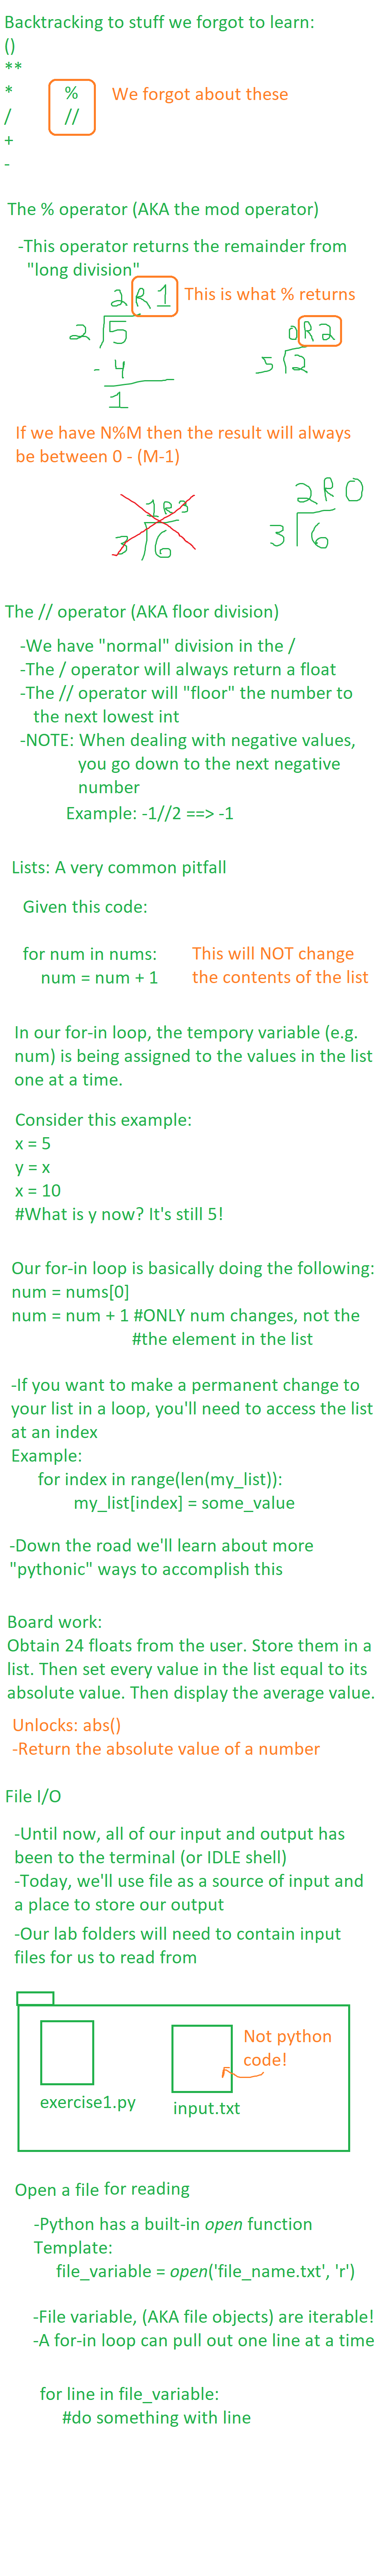 Backtracking to stuff we forgot to learn:
()
**
*
/
+
-
%
//
We forgot about these
The % operator (AKA the mod operator)
-This operator returns the remainder from
"long division"
2 R 1
This is what % returns
2 5
- 4
1
0 R 2
5 2
If we have N%M then the result will always
be between 0 - (M-1)
1 R 3
3 6
2 R 0
3 6
The // operator (AKA floor division)
-We have "normal" division in the /
-The / operator will always return a float
-The // operator will "floor" the number to
the next lowest int
-NOTE: When dealing with negative values,
you go down to the next negative
number
Example: -1//2 ==> -1
Lists: A very common pitfall
Given this code:
for num in nums:
num = num + 1
This will NOT change
the contents of the list
In our for-in loop, the tempory variable (e.g.
num) is being assigned to the values in the list
one at a time.
Consider this example:
x = 5
y = x
x = 10
#What is y now? It's still 5!
Our for-in loop is basically doing the following:
num = nums[0]
num = num + 1 #ONLY num changes, not the
#the element in the list
-If you want to make a permanent change to
your list in a loop, you'll need to access the list
at an index
Example:
for index in range(len(my_list)):
my_list[index] = some_value
-Down the road we'll learn about more
"pythonic" ways to accomplish this
Board work:
Obtain 24 floats from the user. Store them in a
list. Then set every value in the list equal to its
absolute value. Then display the average value.
Unlocks: abs()
-Return the absolute value of a number
File I/O
-Until now, all of our input and output has
been to the terminal (or IDLE shell)
-Today, we'll use file as a source of input and
a place to store our output
-Our lab folders will need to contain input
files for us to read from
Not python
code!
exercise1.py
input.txt
Open a file for reading
-Python has a built-in open function
Template:
file_variable = open('file_name.txt', 'r')
-File variable, (AKA file objects) are iterable!
-A for-in loop can pull out one line at a time
for line in file_variable:
#do something with line